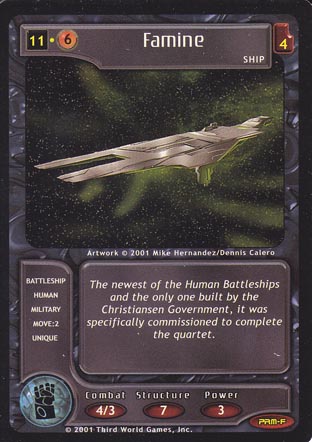 11 • 6
Famine
4
SHIP
Artwork © 2001 Mike Hernandez/Dennis Calero
BATTLESHIP
HUMAN
MILITARY
MOVE:2
UNIQUE
The newest of the Human Battleships
and the only one built by the
Christiansen Government, it was
specifically commissioned to complete
the quartet.
Combat Structure Power
4/3 7 3
PRM-F
© 2001 Third World Games, Inc.